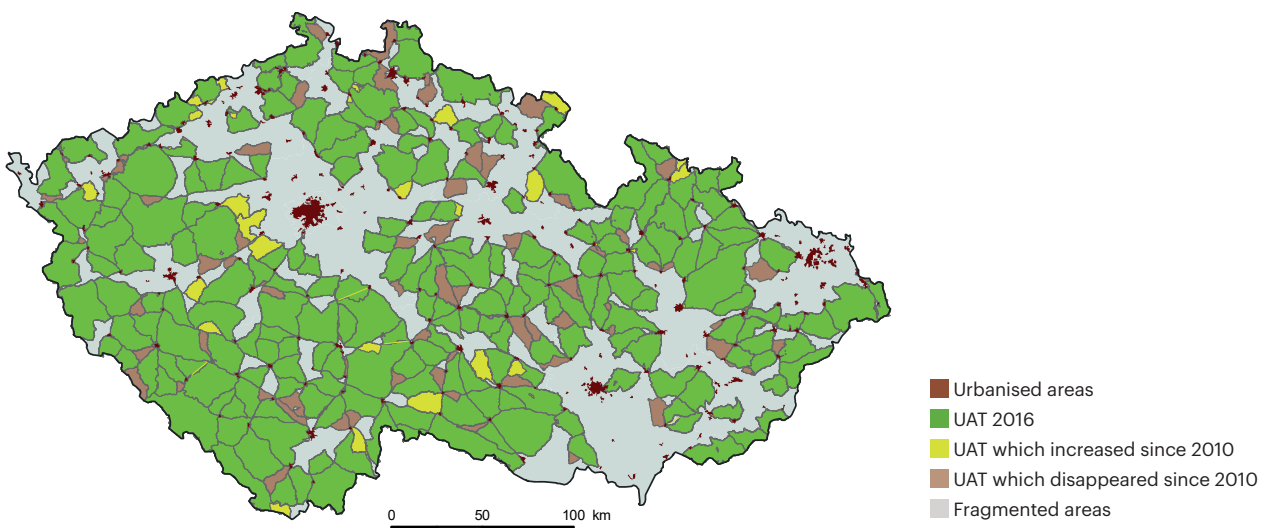 Urbanised areas
UAT 2016
UAT which increased since 2010
UAT which disappeared since 2010
Fragmented areas
0 50 100 km